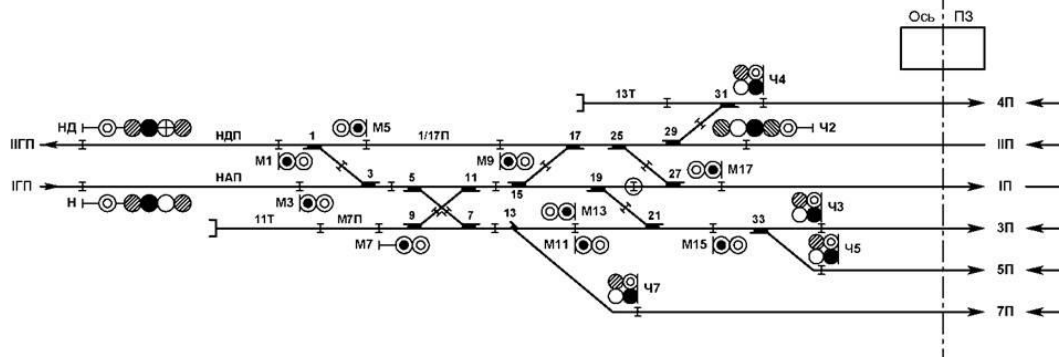 Ось ПЗ
Ч4
13Т 31 4П
НД НДП 1 М5 1/17П 17 25 29 Ч2
IIГП IIП
М1 М9 М17
НАП 3 5 11 15 19 27
IГП IП
Н М3 М13 Ч3
11Т М7П 9 7 13 21 33 3П
М7 М11 М15 Ч5
5П
Ч7
7П